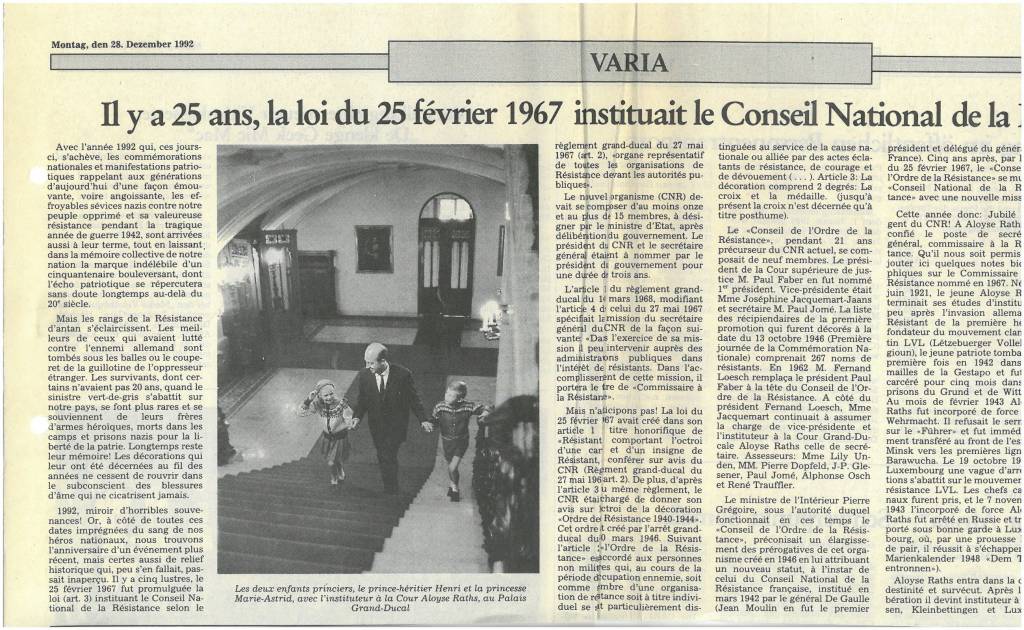 Montag, den 28. Dezember 1992
VARIA
Il y a 25 ans, la loi du 25 février 1967 instituait le Conseil National de la
Avec l'année 1992 qui, ces jours-
ci, s'achève, les commémorations
nationales et manifestations patrio-
tiques rappelant aux générations
d'aujourd'hui d'une façon émou-
vante, voire angoissante, les ef-
froyables sévices nazis contre notre
peuple opprimé et sa valeureuse
résistance pendant la tragique
année de guerre 1942, sont arrivées
aussi à leur terme, tout en laissant
dans la mémoire collective de notre
nation la marque indélébile d'un
cinquantenaire bouleversant, dont
l'écho patriotique se répercutera
sans doute longtemps au-delà du
20e siècle.
Mais les rangs de la Résistance
d'antan s'éclaircissent. Les meil-
leurs de ceux qui avaient lutté
contre l'ennemi allemand sont
tombés sous les balles ou le coupe-
ret de la guillotine de l'oppresseur
étranger. Les survivants, dont cer-
tains n'avaient pas 20 ans, quand le
sinistre vert-de-gris s'abattit sur
notre pays, se font plus rares et se
souviennent de leurs frères
d'armes héroïques, morts dans les
camps et prisons nazis pour la li-
berté de la patrie. Longtemps reste
leur mémoire! Les décorations qui
leur ont été décernées au fil des
années ne cessent de rouvrir dans
le subconscient des blessures
d'âme qui ne cicatrisent jamais.
1992, miroir d'horribles souve-
nances! Or, à côté de toutes ces
dates imprégnées du sang de nos
héros nationaux, nous trouvons
l'anniversaire d'un événement plus
récent, mais certes aussi de relief
historique qui, peu s'en fallait, pas-
sait inaperçu. Il y a cinq lustres, le
25 février 1967 fut promulguée la
loi (art. 3) instituant le Conseil Na-
tional de la Résistance selon le
Les deux enfants princiers, le prince-héritier Henri et la princesse
Marie-Astrid, avec l'instituteur à la Cour Aloyse Raths, au Palais
Grand-Ducal
règlement grand-ducal du 27 mai
1967 (art. 2), «organe représentatif
de toutes les organisations de
Résistance devant les autorités pu-
bliques».
Le nouvel organisme (CNR) de-
vait se composer d'au moins onze
et au plus de 15 membres, à dési-
gner par le ministre d'Etat, après
délibération du gouvernement. Le
président du CNR et le secrétaire
général étaient à nommer par le
président du gouvernement pour
une durée de trois ans.
L'article 1 du règlement grand-
ducal du mars 1968, modifiant
l'article 4 de celui du 27 mai 1967
spécifiait la mission du secrétaire
général du CNR de la façon sui-
vante: «Dans l'exercice de sa mis-
sion il peut intervenir auprès des
administrations publiques dans
l'intérêt de résistants. Dans l'ac-
complissement de cette mission, il
portera le titre de «Commissaire à
la Résistance».
Mais n'anticipons pas! La loi du
25 février 1967 avait créé dans son
article 1 titre honorifique de
«Résistant comportant l'octroi
d'une carte et d'un insigne de
Résistant, conférer sur avis du
CNR (Règlement grand-ducal du
27 mai 196 art. 2). De plus, d'après
l'article 3 u même règlement, le
CNR était chargé de donner son
avis sur l'octroi de la décoration
«Ordre de la Résistance 1940-1944».
Cet ordre fut créé par l'arrêt grand-
ducal du 0 mars 1946. Suivant
l'article «l'Ordre de la Résis-
tance» est accordé aux personnes
non militaires qui, au cours de la
période d'occupation ennemie, soit
comme membre d'une organisa-
tion de résistance soit à titre indivi-
duel se sont particulièrement dis-
tinguées au service de la cause na-
tionale ou alliée par des actes écla-
tants de résistance, de courage et
de dévouement (. . . ). Article 3: La
décoration comprend 2 degrés: La
croix et la médaille. (jusqu'à
présent la croix n'est décernée qu'à
titre posthume).
Le «Conseil de l'Ordre de la
Résistance», pendant 21 ans
précurseur du CNR actuel, se com-
posait de neuf membres. Le prési-
dent de la Cour supérieure de jus-
tice M. Paul Faber en fut nommé
1er président. Vice-présidente était
Mme Joséphine Jacquemart-Jaans
et secrétaire M. Paul Jomé. La liste
des récipiendaires de la première
promotion qui furent décorés à la
date du 13 octobre 1946 (Première
journée de la Commémoration Na-
tionale) comprenait 267 noms de
résistants. En 1962 M. Fernand
Loesch remplaça le président Paul
Faber à la tête du Conseil de l'Or-
dre de la Résistance. A côté du
président Fernand Loesch, Mme
Jacquemart continuait à assumer
la charge de vice-présidente et
l'instituteur à la Cour Grand-Du-
cale Aloyse Raths celle de secré-
taire. Assesseurs: Mme Lily Un-
den, MM. Pierre Dopfeld, J-P. Gle-
sener, Paul Jomé, Alphonse Osch
et René Trauffler.
Le ministre de l'Intérieur Pierre
Grégoire, sous l'autorité duquel
fonctionnait en ces temps le
«Conseil de l'Ordre de la Résis-
tance», préconisait un élargisse-
ment des prérogatives de cet orga-
nisme créé en 1946 en lui attribuant
un nouveau statut, à l'instar de
celui du Conseil National de la
Résistance française, institué en
mars 1942 par le général De Gaulle
(Jean Moulin en fut le premier
président et délégué du génér
France). Cinq ans après, par l
du 25 février 1967, le «Conse
l'Ordre de la Résistance» se mu
«Conseil National de la R
tance» avec une nouvelle miss
Cette année donc: Jubilé
gent du CNR! A Aloyse Rath
confié le poste de secré
général, commissaire à la R
tance. Qu'il nous soit permis
jouter ici quelques notes bi
phiques sur le Commissaire
Résistance nommé en 1967. Né
juin 1921, le jeune Aloyse R
terminait ses études d'institu
peu après l'invasion allema
Résistant de la première he
fondateur du mouvement clan
tin LVL (Lëtzebuerger Vollel
gioun), le jeune patriote tomba
première fois en 1942 dans
mailles de la Gestapo et fut
carcéré pour cinq mois dans
prisons du Grund et de Witt
Au mois de février 1943 Al
Raths fut incorporé de force
Wehrmacht. Il refusait le serm
sur le «Führer» et fut imméd
ment transféré au front de l'es
Minsk vers les premiers lang
Barawucha. Le 19 octobre 19
Luxembourg une vague d'arr
tions s'abattit sur le mouvemen
résistance LVL. Les chefs ca
naux furent pris, et le 7 novem
1943 l'incorporé de force Al
Raths fut arrêté en Russie et tr
porté sous bonne garde à Lux
bourg, où, par une prouesse
de pair, il réussit à s'échapper
Marienkalender 1948 «Dem T
entronnen»).
Aloyse Raths entra dans la c
destinité et survécut. Après l
bération il devint instituteur à
sen, Kleinbettingen et Lux